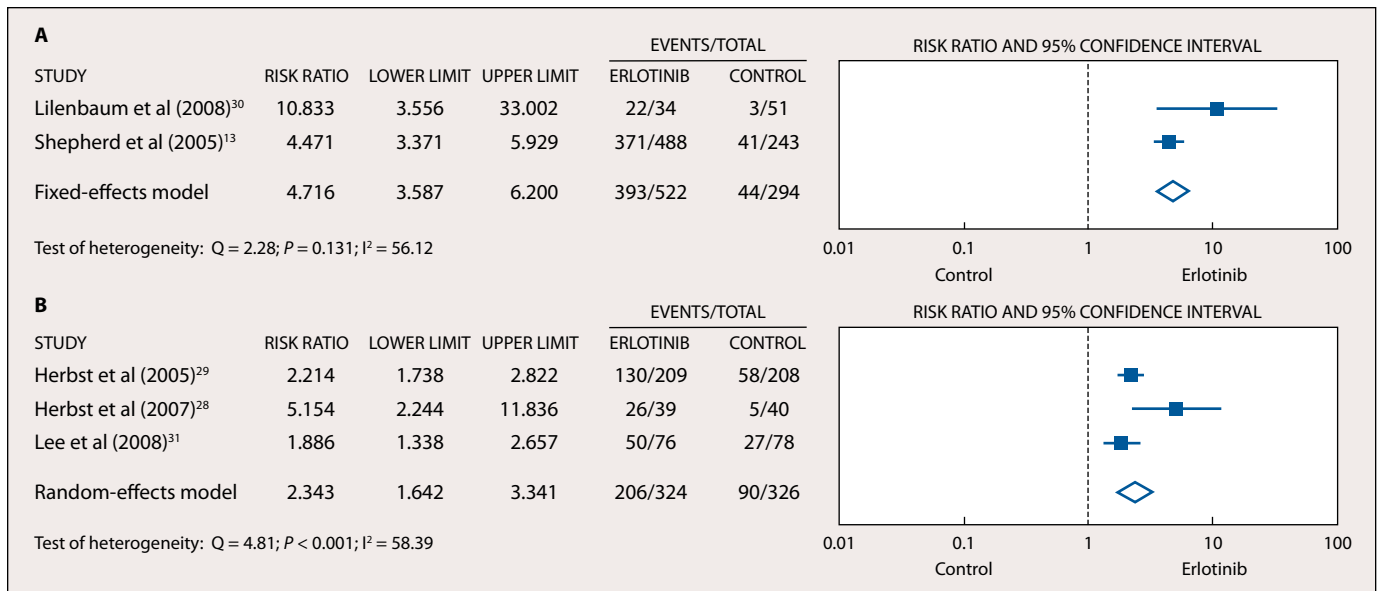 A
EVENTS/TOTAL RISK RATIO AND 95% CONFIDENCE INTERVAL
STUDY RISK RATIO LOWER LIMIT UPPER LIMIT ERLOTINIB CONTROL
Lilenbaum et al (2008)³⁰ 10.833 3.556 33.002 22/34 3/51
Shepherd et al (2005)¹³ 4.471 3.371 5.929 371/488 41/243
Fixed-effects model 4.716 3.587 6.200 393/522 44/294
Test of heterogeneity: Q = 2.28; P = 0.131; I² = 56.12
0.01 0.1 1 10 100
Control Erlotinib
B
EVENTS/TOTAL RISK RATIO AND 95% CONFIDENCE INTERVAL
STUDY RISK RATIO LOWER LIMIT UPPER LIMIT ERLOTINIB CONTROL
Herbst et al (2005)²⁹ 2.214 1.738 2.822 130/209 58/208
Herbst et al (2007)²⁸ 5.154 2.244 11.836 26/39 5/40
Lee et al (2008)³¹ 1.886 1.338 2.657 50/76 27/78
Random-effects model 2.343 1.642 3.341 206/324 90/326
Test of heterogeneity: Q = 4.81; P < 0.001; I² = 58.39
0.01 0.1 1 10 100
Control Erlotinib